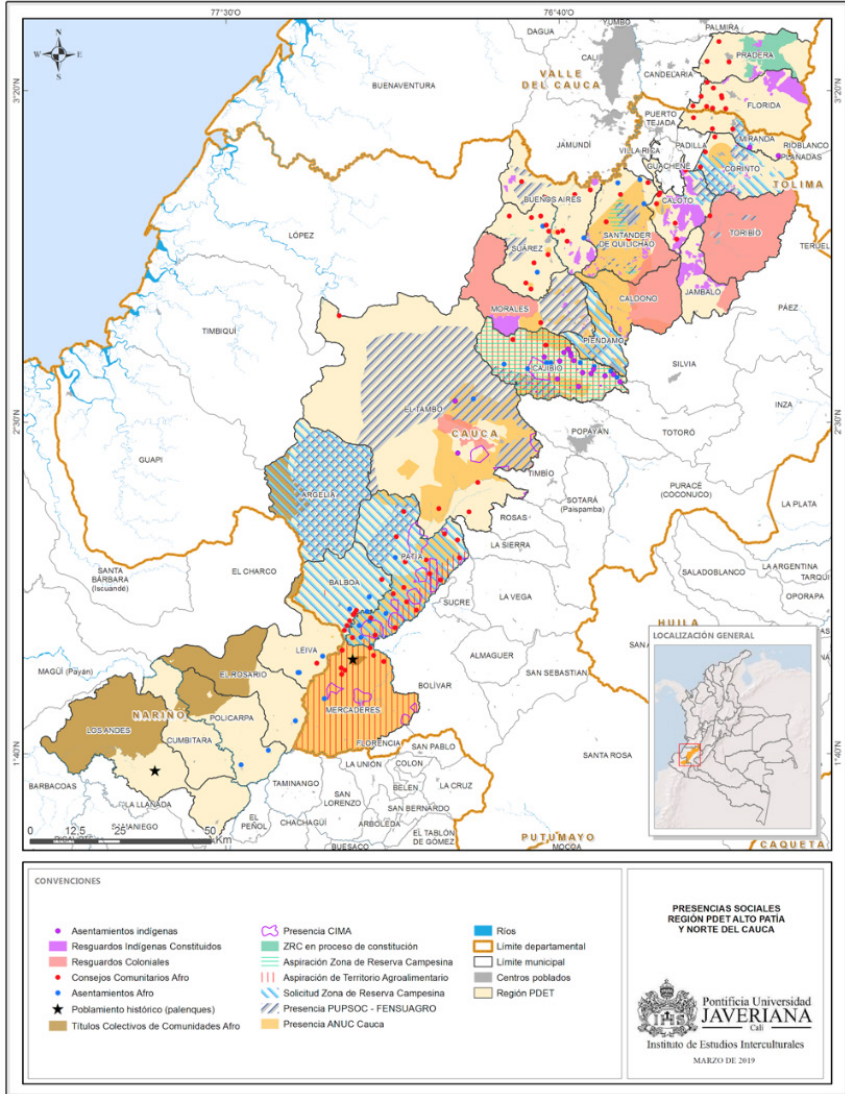 77°30'O
76°40'O
N
W
E
S
DAGUA
YUMBO
PALMIRA
CALI
CANDELARIA
PRADERA
BUENAVENTURA
VALLE
DEL CAUCA
3°20'N
3°20'N
FLORIDA
PUERTO
TEJADA
JAMUNDÍ
VILLA RICA
PADILLA
MIRANDA
RIOBLANCO
PLANADAS
GUACHENÉ
CORINTO
TOLIMA
BUENOS AIRES
CALOTO
LÓPEZ
SUÁREZ
SANTANDER
DE QUILICHAO
TORIBÍO
TERUEL
MORALES
CALDONO
JAMBALÓ
PÁEZ
TIMBIQUÍ
PIENDAMÓ
CAJIBÍO
SILVIA
INZA
EL TAMBO
2°30'N
2°30'N
CAUCA
POPAYÁN
TOTORÓ
GUAPI
TIMBÍO
PURACÉ
(COCONUCO)
ARGELIA
SOTARÁ
(Paispamba)
LA PLATA
ROSAS
LA SIERRA
SANTA
BÁRBARA
(Iscuandé)
EL CHARCO
PATÍA
BALBOA
SALADOBLANCO
LA ARGENTINA
TARQUI
OPORAPA
SUCRE
LA VEGA
HUILA
LOCALIZACIÓN GENERAL
MAGÜÍ (Payán)
LEIVA
ALMAGUER
EL ROSARIO
SAN SEBASTIAN
BOLÍVAR
NARIÑO
LOS ANDES
POLICARPA
MERCADERES
CUMBITARA
FLORENCIA
SAN PABLO
SANTA ROSA
1°40'N
1°40'N
BARBACOAS
LA UNIÓN
COLON
TAMINANGO
BELEN
LA CRUZ
LA LLANADA
SAN
LORENZO
SAN BERNARDO
SAMANIEGO
EL
PEÑOL
CHACHAGÜÍ
ARBOLEDA
EL TABLÓN
DE GÓMEZ
BUESACO
PUTUMAYO
MOCOA
CAQUETA
0 12,5 25 50
Km
CONVENCIONES
Asentamientos indígenas
Resguardos Indígenas Constituidos
Resguardos Coloniales
Consejos Comunitarios Afro
Asentamientos Afro
Poblamiento histórico (palenques)
Títulos Colectivos de Comunidades Afro
Presencia CIMA
ZRC en proceso de constitución
Aspiración Zona de Reserva Campesina
Aspiración de Territorio Agroalimentario
Solicitud Zona de Reserva Campesina
Presencia PUPSOC - FENSUAGRO
Presencia ANUC Cauca
Ríos
Límite departamental
Límite municipal
Centros poblados
Región PDET
PRESENCIAS SOCIALES
REGIÓN PDET ALTO PATÍA
Y NORTE DEL CAUCA
IHS
Pontificia Universidad
JAVERIANA
Cali
Instituto de Estudios Interculturales
MARZO DE 2019